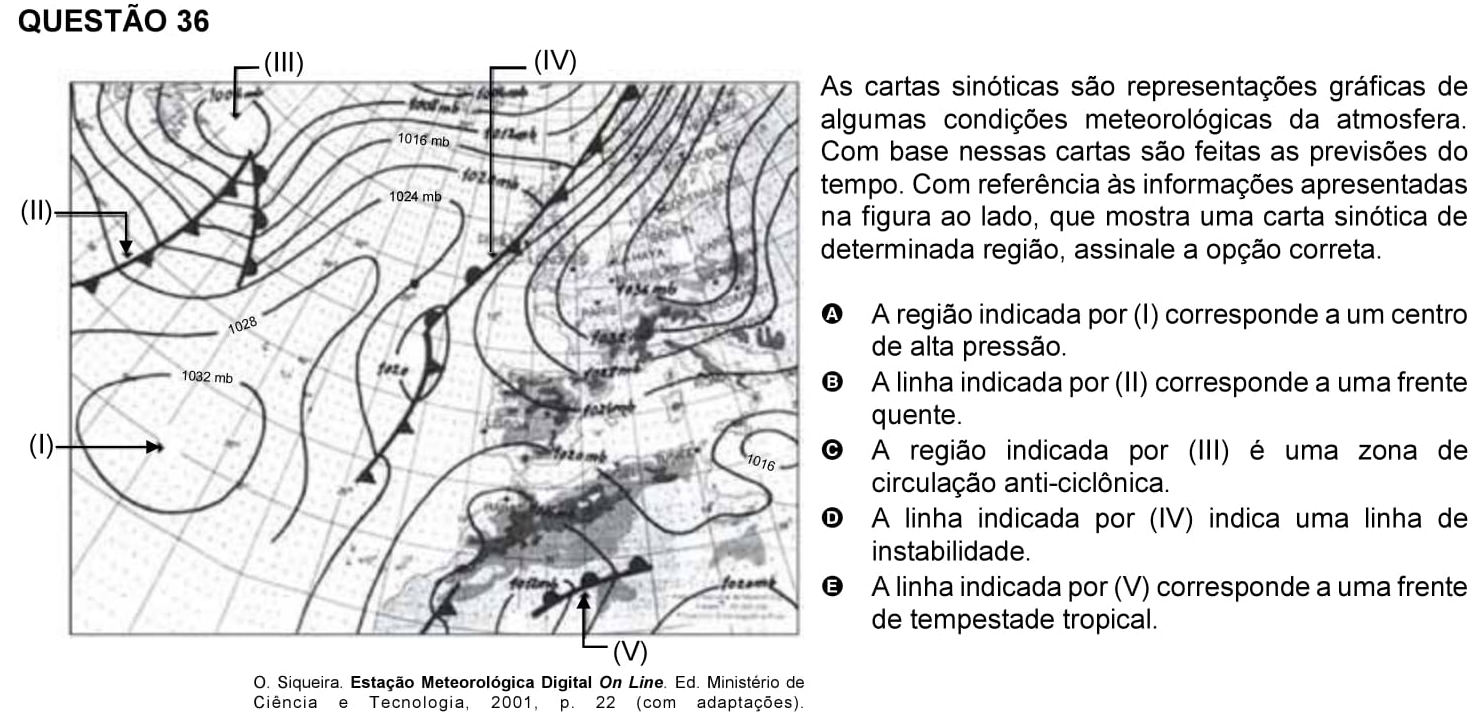 QUESTÃO 36
(III)
(IV)
(II)
(I)
(V)
1016 mb
1024 mb
1028
1032 mb
1020
1016
As cartas sinóticas são representações gráficas de
algumas condições meteorológicas da atmosfera.
Com base nessas cartas são feitas as previsões do
tempo. Com referência às informações apresentadas
na figura ao lado, que mostra uma carta sinótica de
determinada região, assinale a opção correta.
A A região indicada por (I) corresponde a um centro
de alta pressão.
B A linha indicada por (II) corresponde a uma frente
quente.
C A região indicada por (III) é uma zona de
circulação anti-ciclônica.
D A linha indicada por (IV) indica uma linha de
instabilidade.
E A linha indicada por (V) corresponde a uma frente
de tempestade tropical.
O. Siqueira. Estação Meteorológica Digital On Line. Ed. Ministério de
Ciência e Tecnologia, 2001, p. 22 (com adaptações).